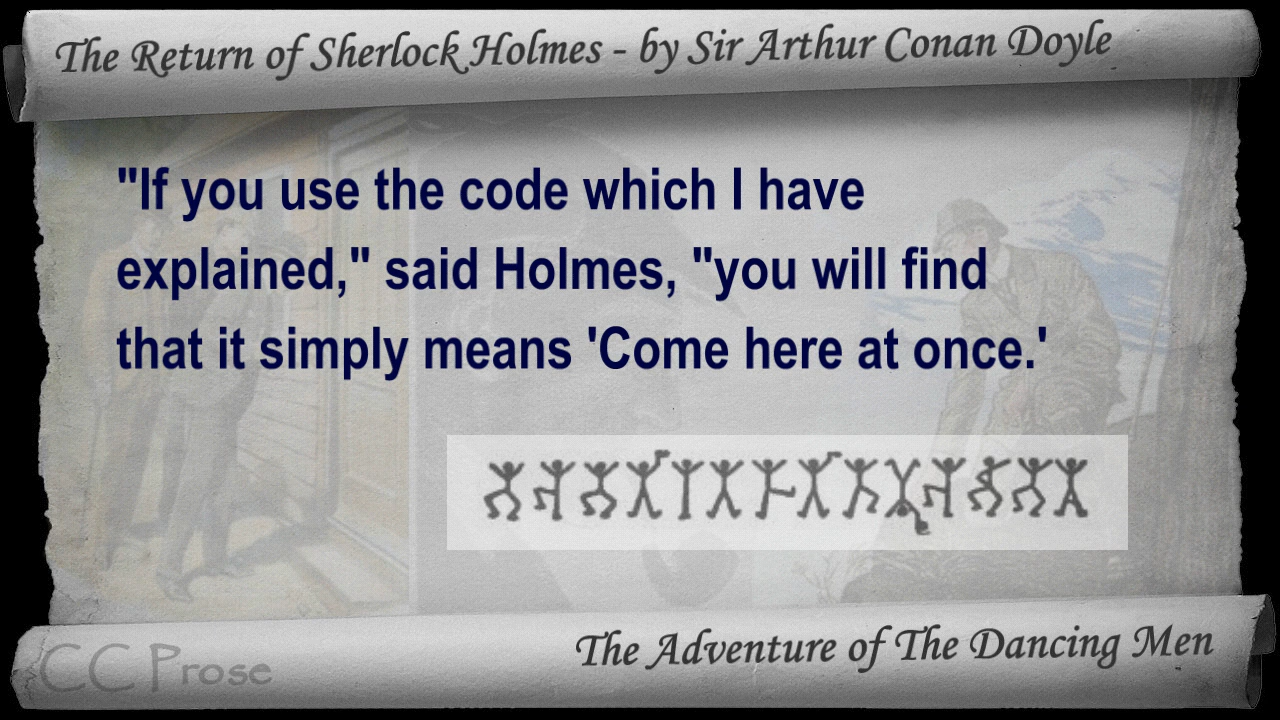 The Return of Sherlock Holmes - by Sir Arthur Conan Doyle
"If you use the code which I have
explained," said Holmes, "you will find
that it simply means 'Come here at once.'
The Adventure of The Dancing Men
CC Prose